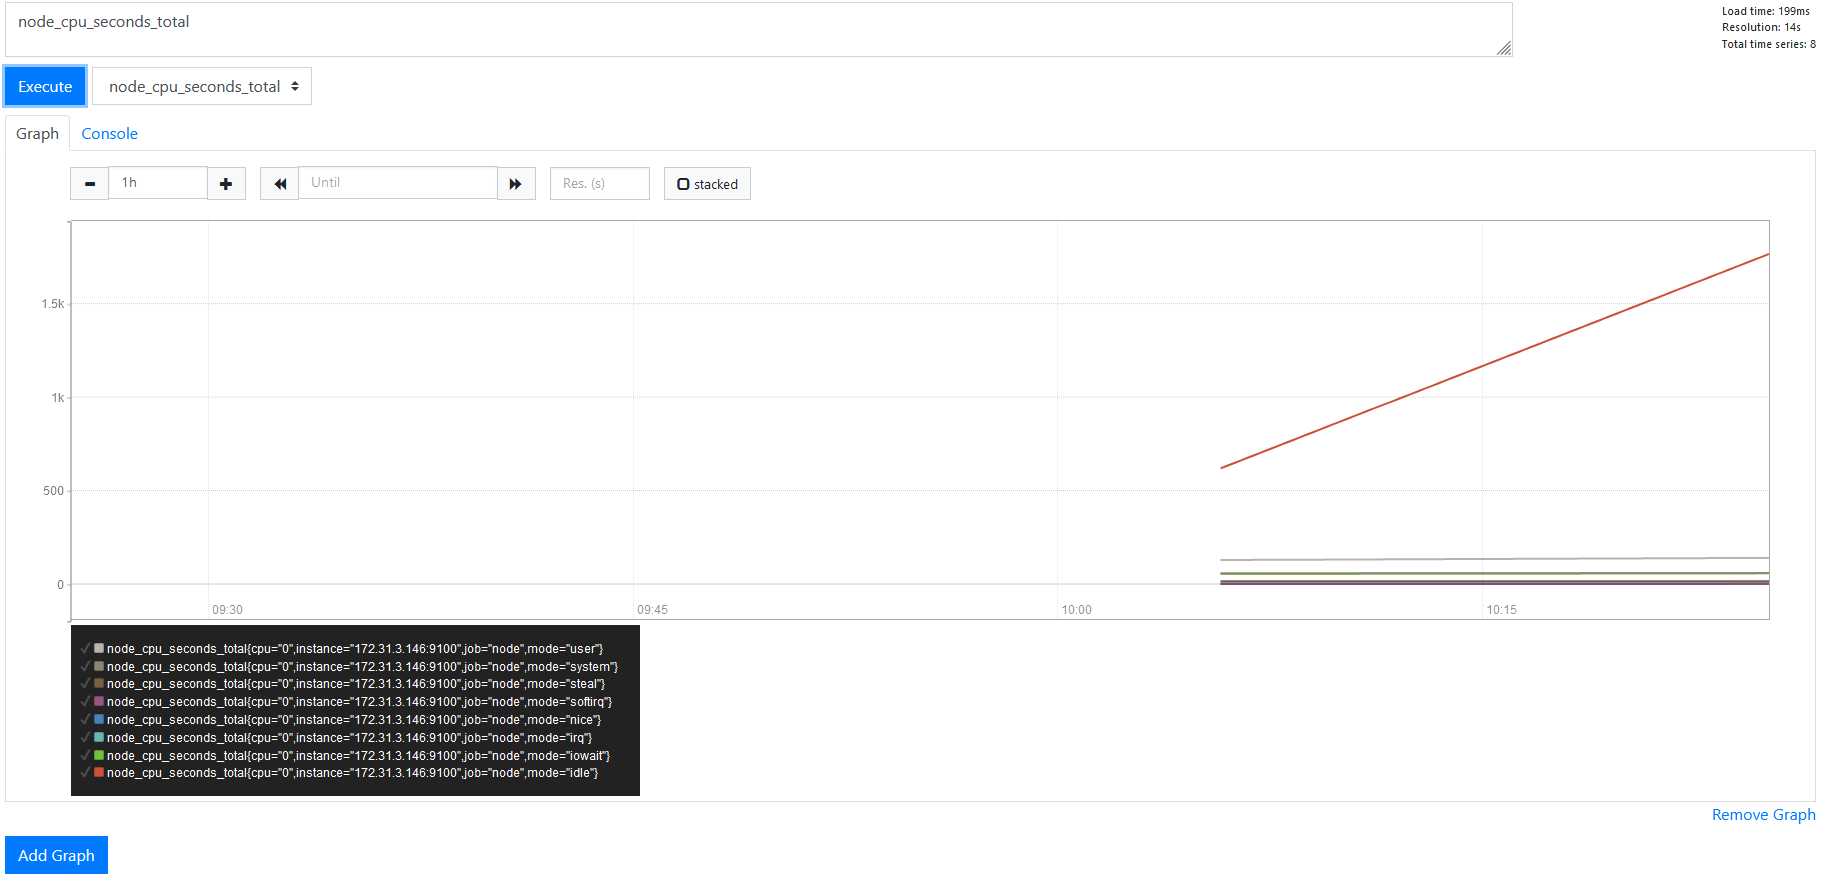 node_cpu_seconds_total
Load time: 199ms
Resolution: 14s
Total time series: 8
Execute node_cpu_seconds_total
Graph Console
1h Until Res. (s) stacked
1.5k
1k
500
0
09:30 09:45 10:00 10:15
node_cpu_seconds_total{cpu="0",instance="172.31.3.146:9100",job="node",mode="user"}
node_cpu_seconds_total{cpu="0",instance="172.31.3.146:9100",job="node",mode="system"}
node_cpu_seconds_total{cpu="0",instance="172.31.3.146:9100",job="node",mode="steal"}
node_cpu_seconds_total{cpu="0",instance="172.31.3.146:9100",job="node",mode="softirq"}
node_cpu_seconds_total{cpu="0",instance="172.31.3.146:9100",job="node",mode="nice"}
node_cpu_seconds_total{cpu="0",instance="172.31.3.146:9100",job="node",mode="irq"}
node_cpu_seconds_total{cpu="0",instance="172.31.3.146:9100",job="node",mode="iowait"}
node_cpu_seconds_total{cpu="0",instance="172.31.3.146:9100",job="node",mode="idle"}
Remove Graph
Add Graph